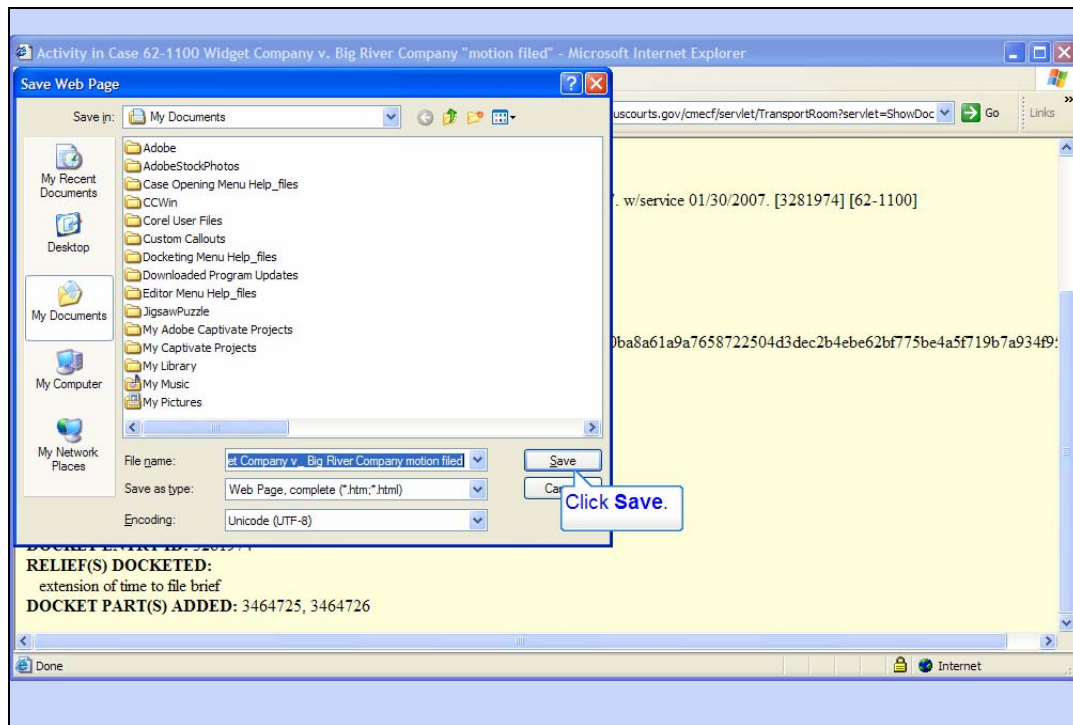 Activity in Case 62-1100 Widget Company v. Big River Company "motion filed" - Microsoft Internet Explorer
Save Web Page
Save in:
My Documents
uscourts.gov/cmecf/servlet/TransportRoom?servlet=ShowDoc
Go
Links
»
My Recent
Documents
Desktop
My Documents
My Computer
My Network
Places
Adobe
AdobeStockPhotos
Case Opening Menu Help_files
CCWin
Corel User Files
Custom Callouts
Docketing Menu Help_files
Downloaded Program Updates
Editor Menu Help_files
JigsawPuzzle
My Adobe Captivate Projects
My Captivate Projects
My Library
My Music
My Pictures
. w/service 01/30/2007. [3281974] [62-1100]
0ba8a61a9a7658722504d3dec2b4ebe62bf775be4a5f719b7a934f9
File name:
et Company v_ Big River Company motion filed
Save
Save as type:
Web Page, complete (*.htm;*.html)
Click Save.
Encoding:
Unicode (UTF-8)
DOCKET ENTRY ID: 3281974
RELIEF(S) DOCKETED:
extension of time to file brief
DOCKET PART(S) ADDED: 3464725, 3464726
Done
Internet